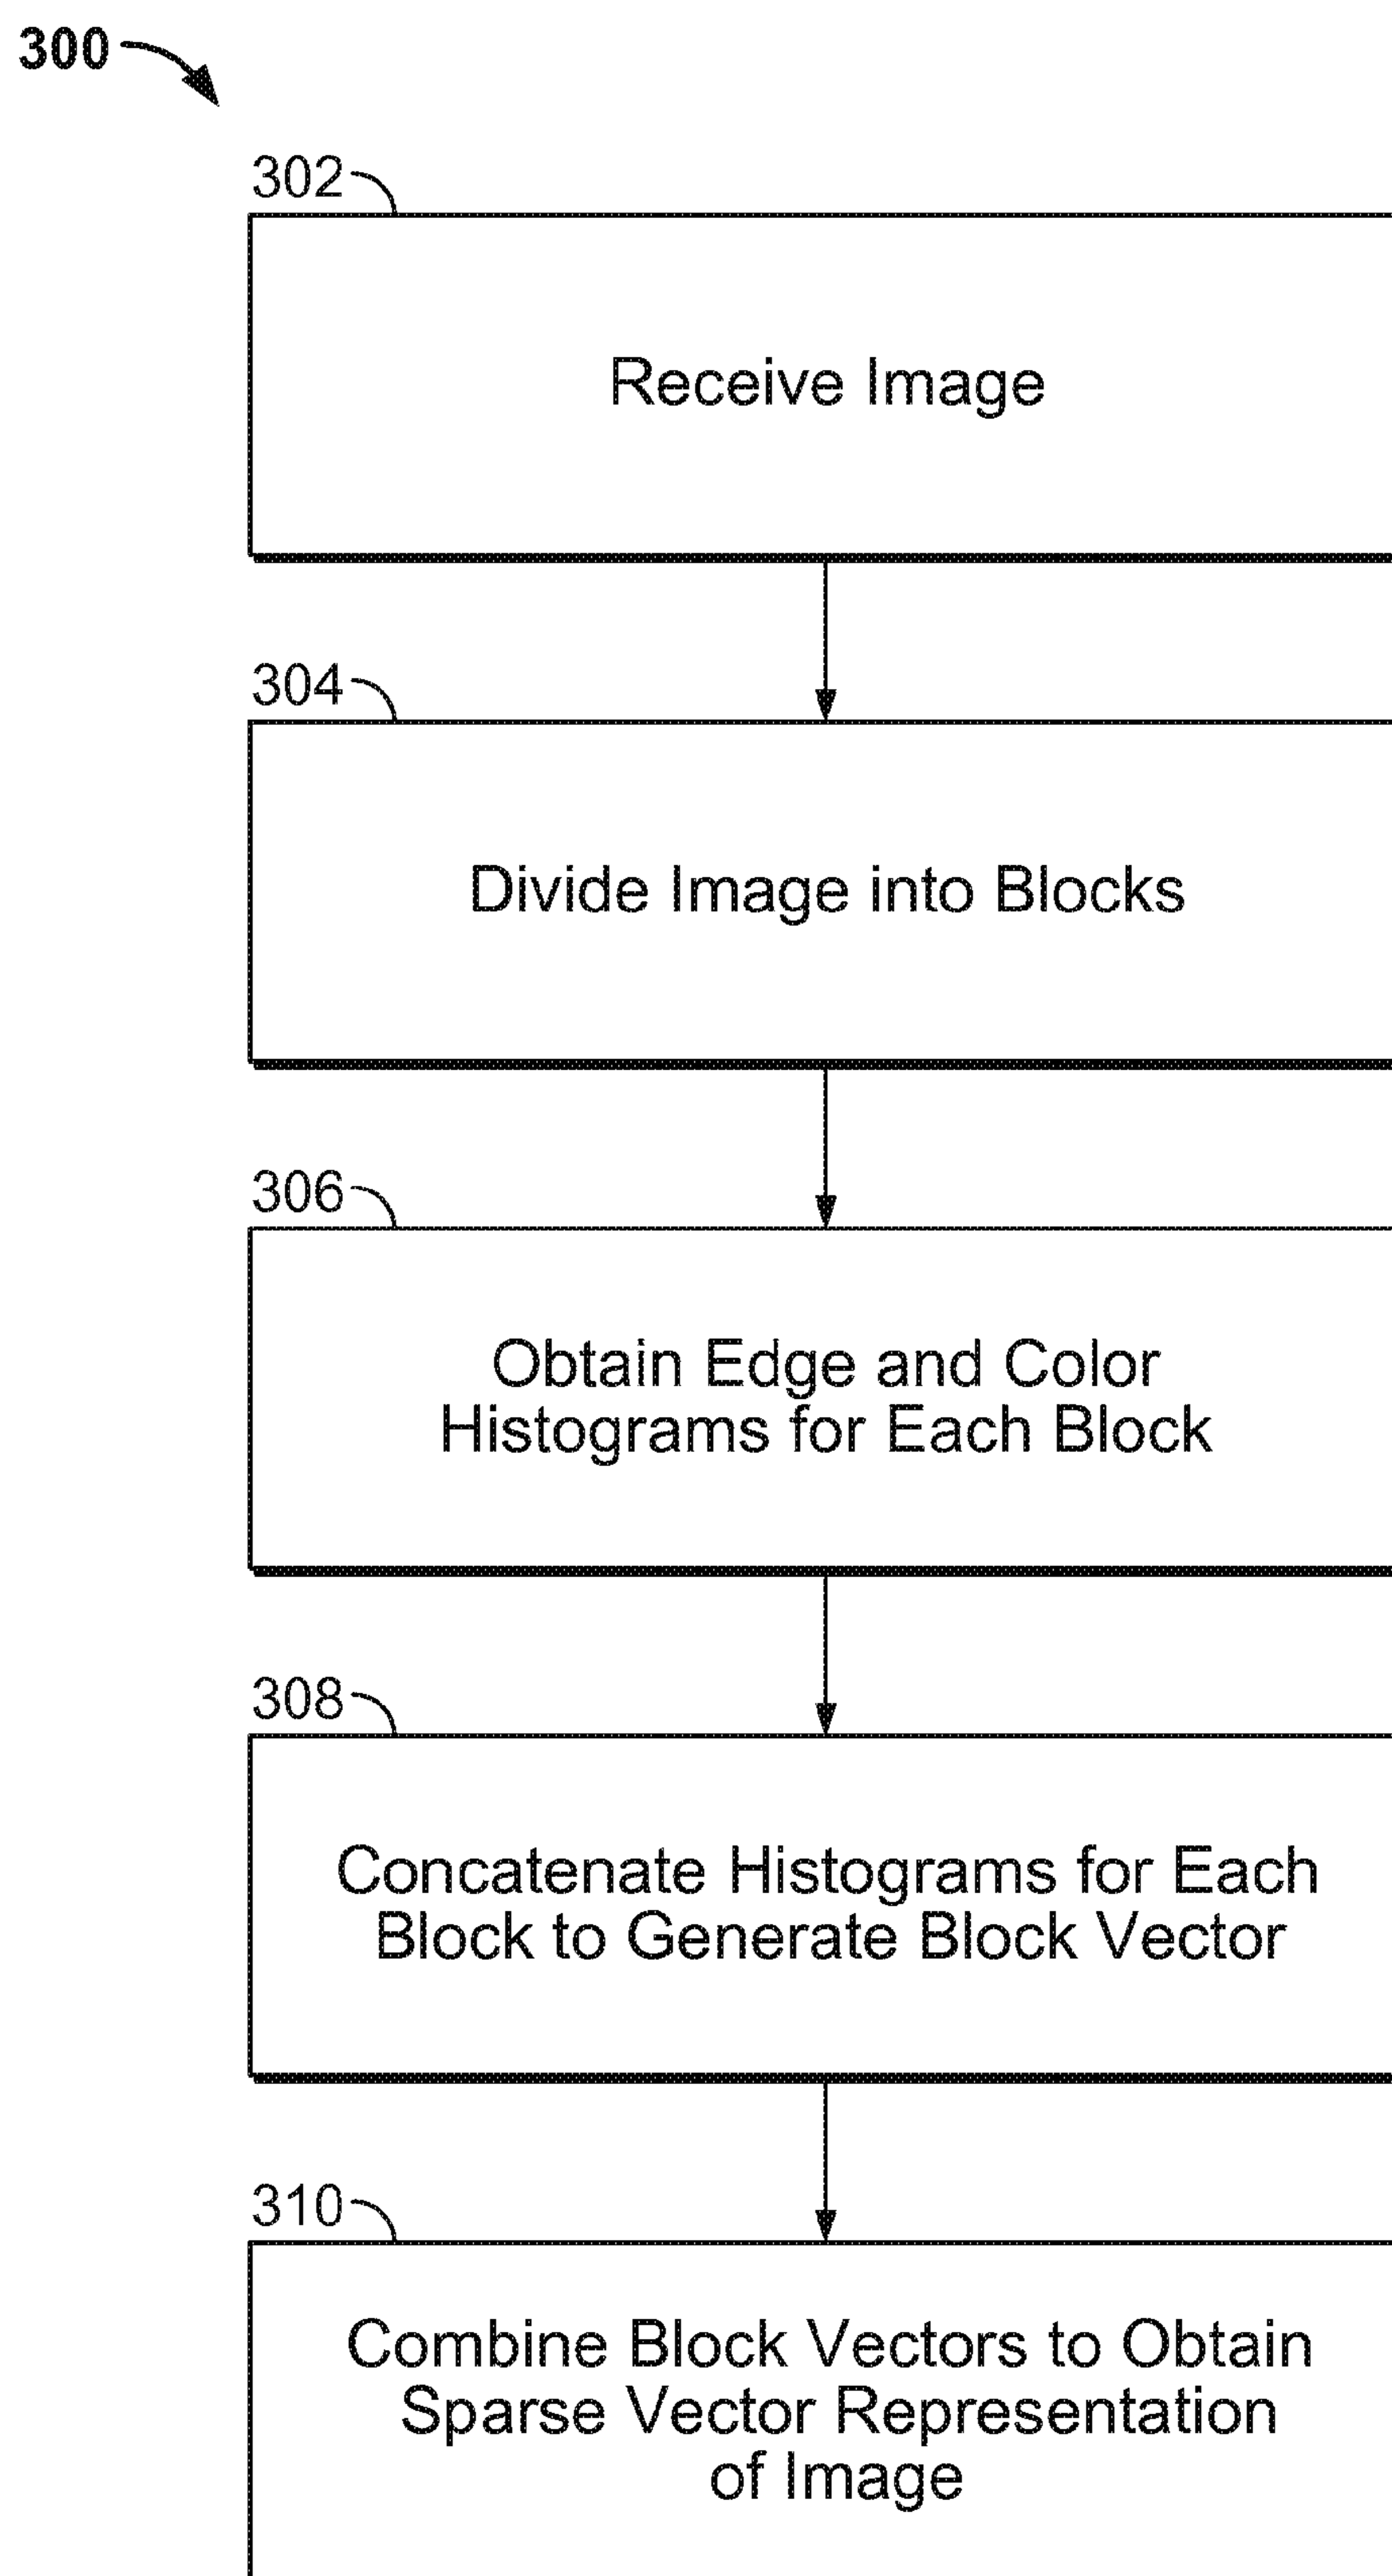 300
302
Receive Image
304
Divide Image into Blocks
306
Obtain Edge and Color
Histograms for Each Block
308
Concatenate Histograms for Each
Block to Generate Block Vector
310
Combine Block Vectors to Obtain
Sparse Vector Representation
of Image